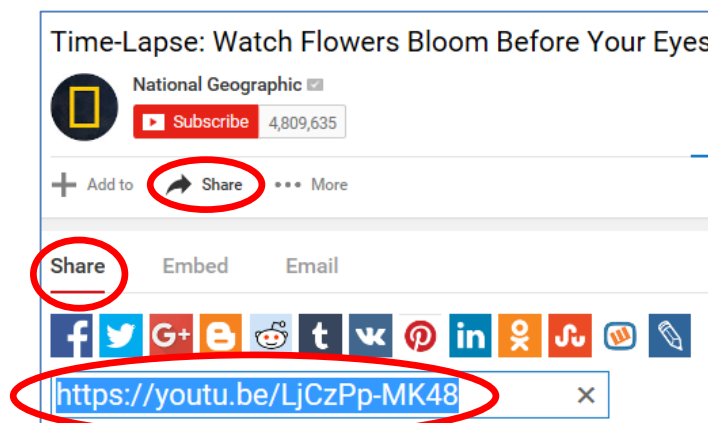 Time-Lapse: Watch Flowers Bloom Before Your Eyes
National Geographic
Subscribe 4,809,635
Add to Share More
Share Embed Email
https://youtu.be/LjCzPp-MK48